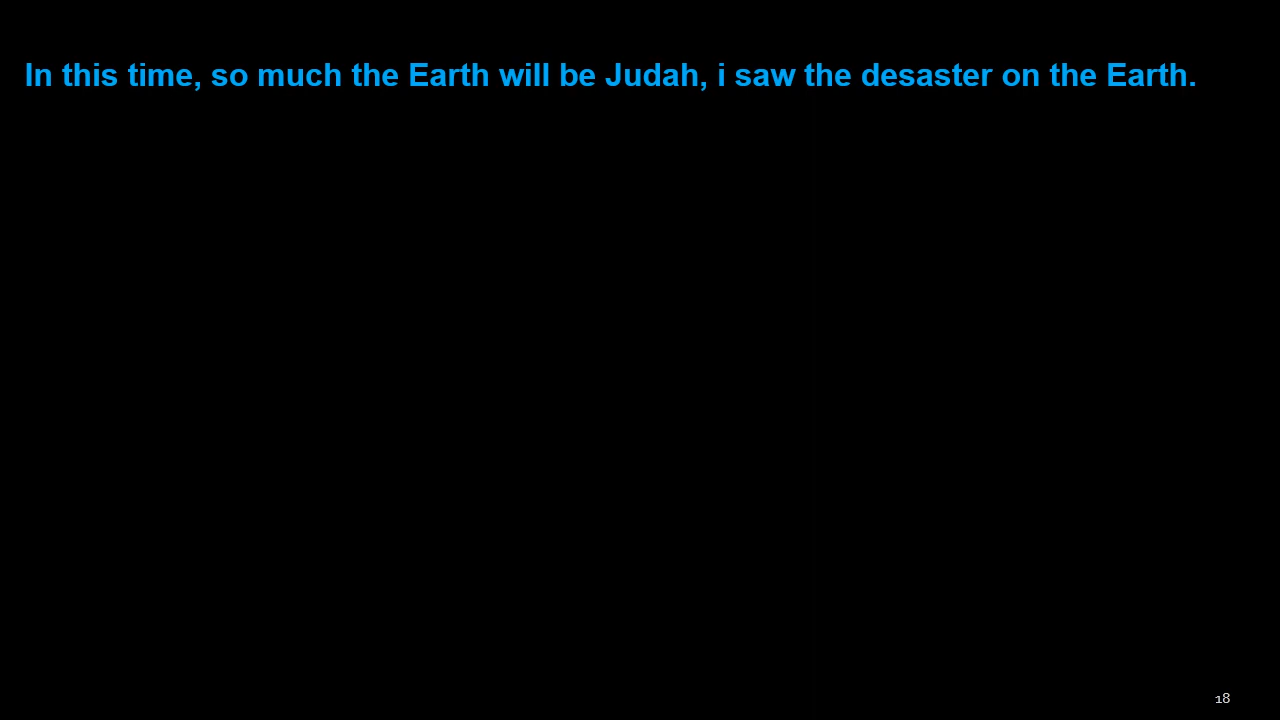 In this time, so much the Earth will be Judah, i saw the desaster on the Earth.
18